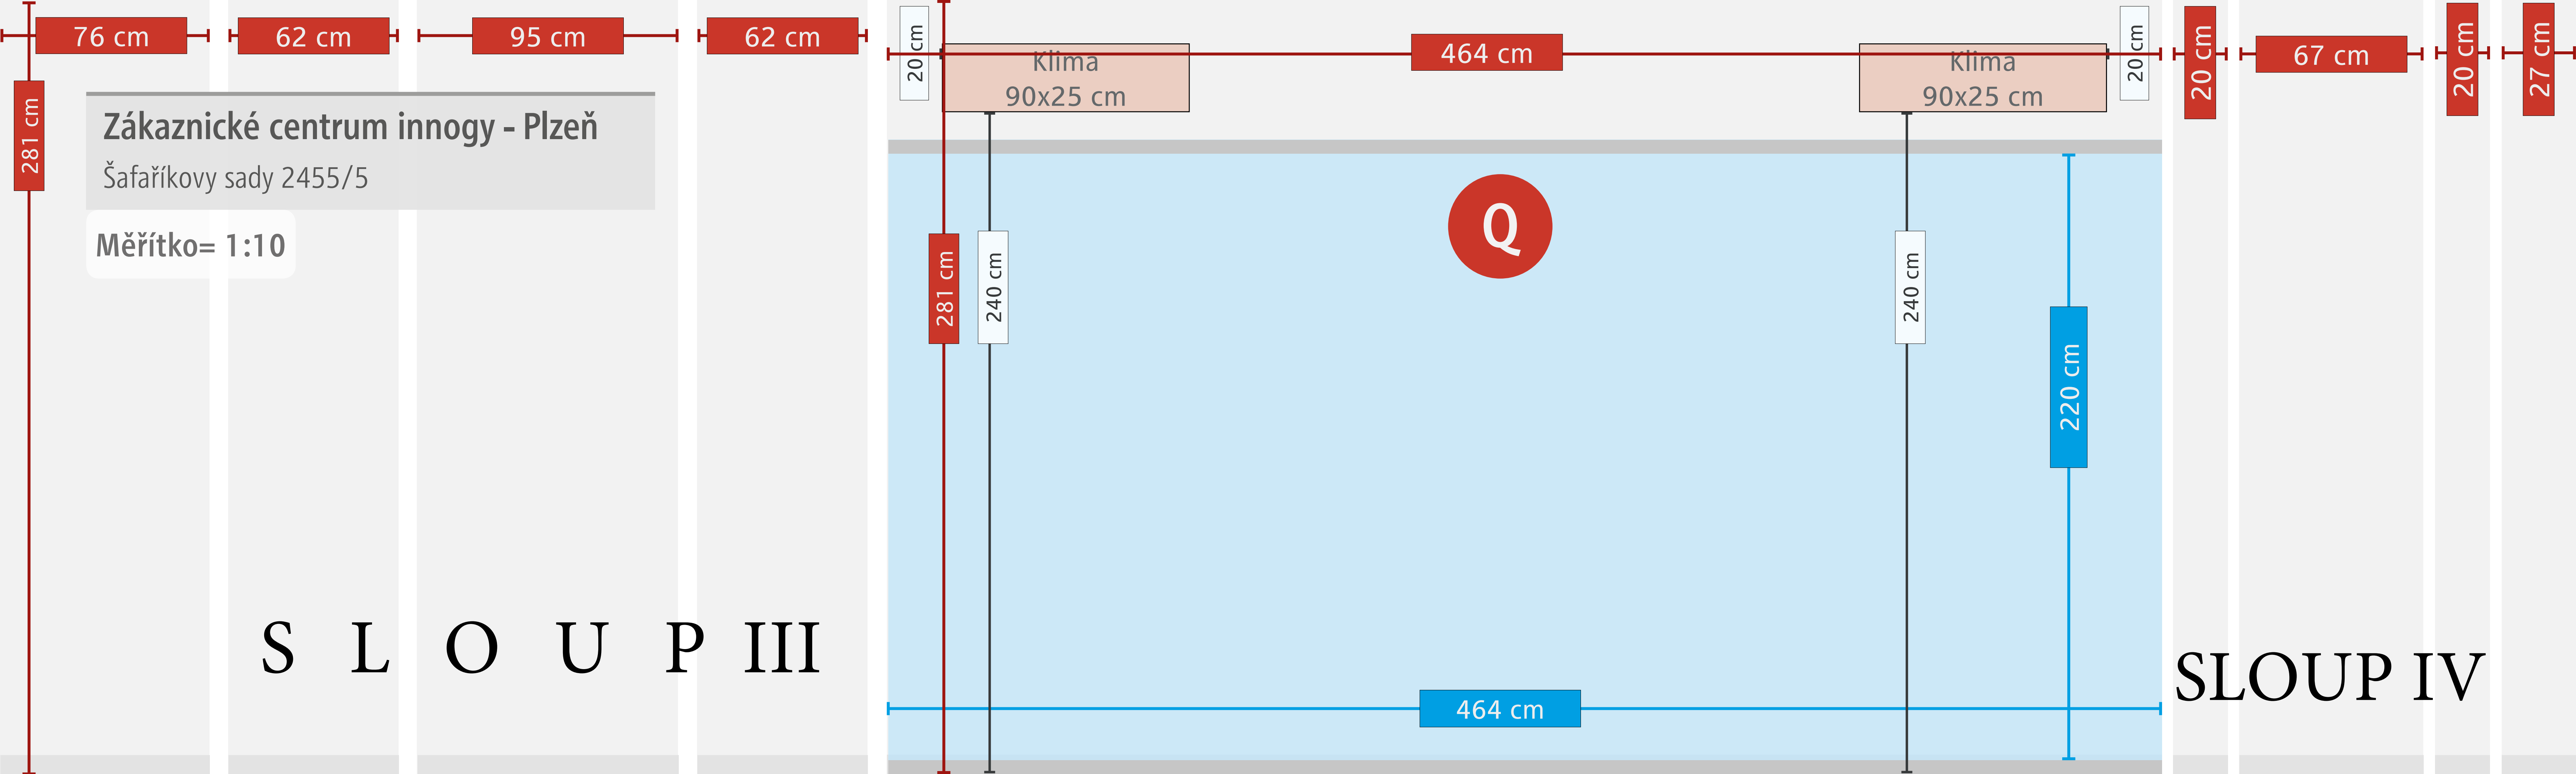 76 cm
62 cm
95 cm
62 cm
281 cm
Zákaznické centrum innogy - Plzeň
Šafaříkovy sady 2455/5
Měřítko= 1:10
S L O U P III
20 cm
Klima
90x25 cm
464 cm
Klima
90x25 cm
20 cm
Q
281 cm
240 cm
240 cm
220 cm
464 cm
20 cm
67 cm
20 cm
27 cm
SLOUP IV